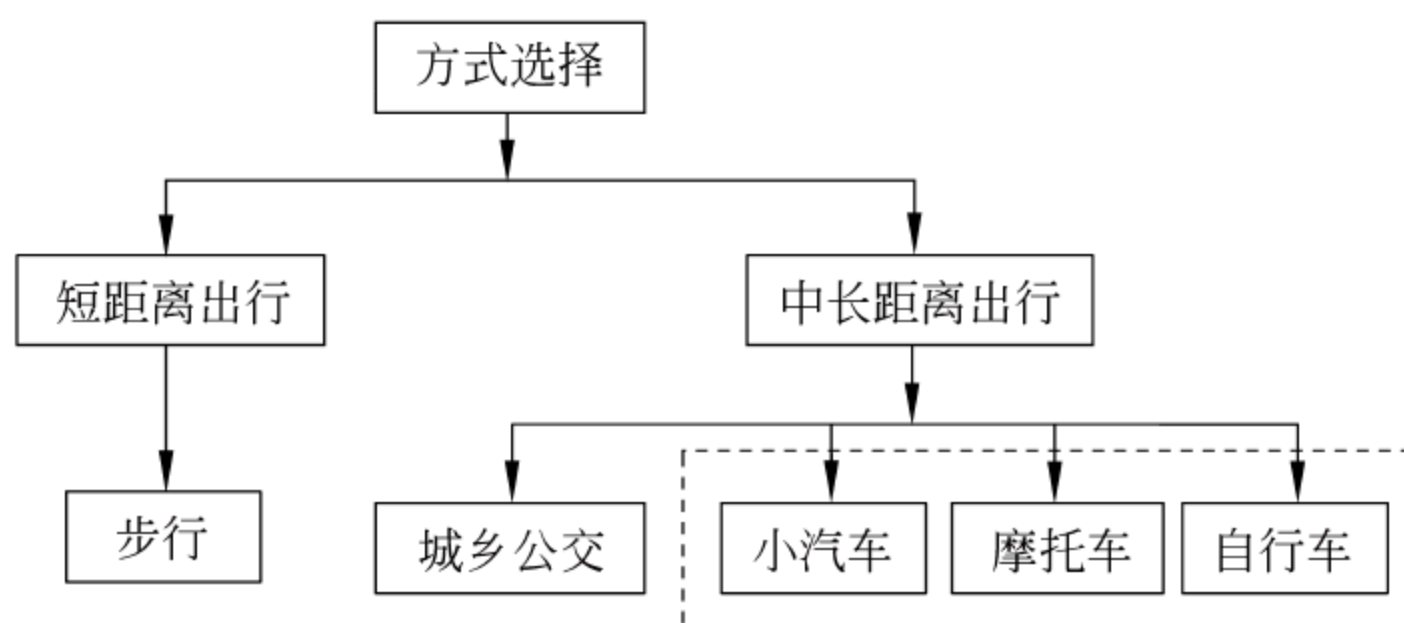 方式选择
短距离出行
中长距离出行
步行
城乡公交
小汽车
摩托车
自行车